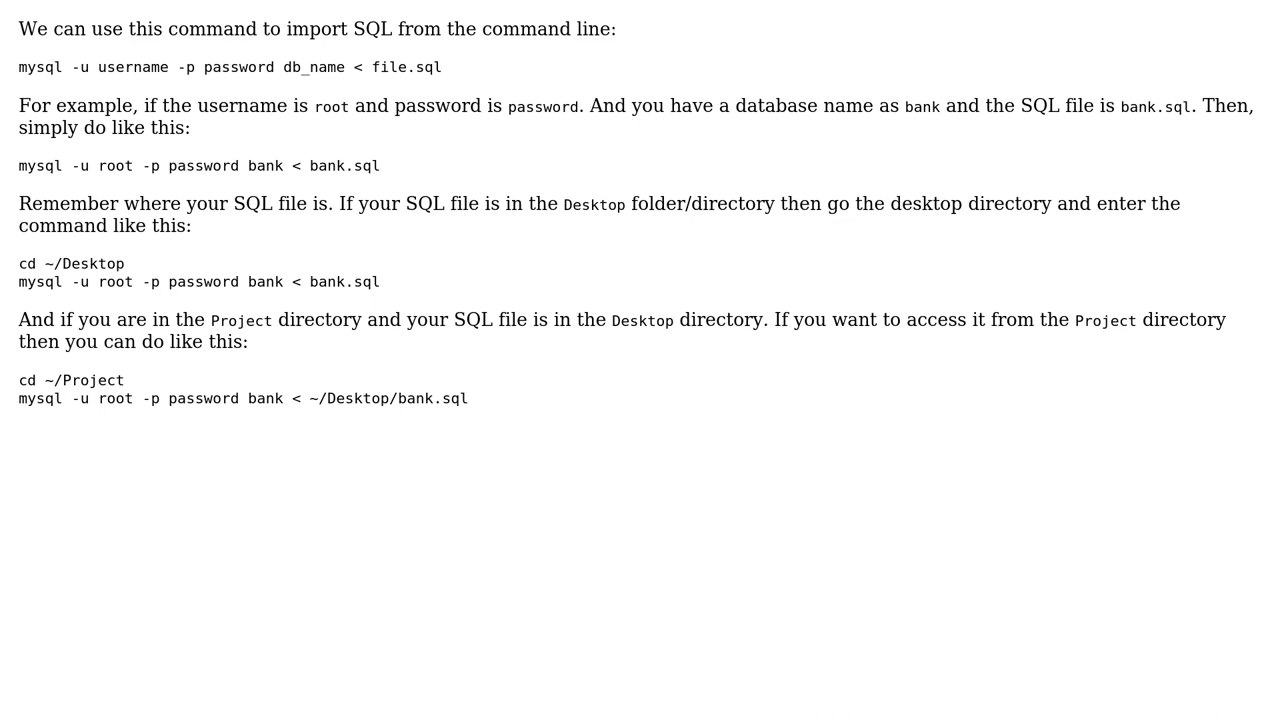 We can use this command to import SQL from the command line:
mysql -u username -p password db_name < file.sql
For example, if the username is root and password is password. And you have a database name as bank and the SQL file is bank.sql. Then,
simply do like this:
mysql -u root -p password bank < bank.sql
Remember where your SQL file is. If your SQL file is in the Desktop folder/directory then go the desktop directory and enter the
command like this:
cd ~/Desktop
mysql -u root -p password bank < bank.sql
And if you are in the Project directory and your SQL file is in the Desktop directory. If you want to access it from the Project directory
then you can do like this:
cd ~/Project
mysql -u root -p password bank < ~/Desktop/bank.sql